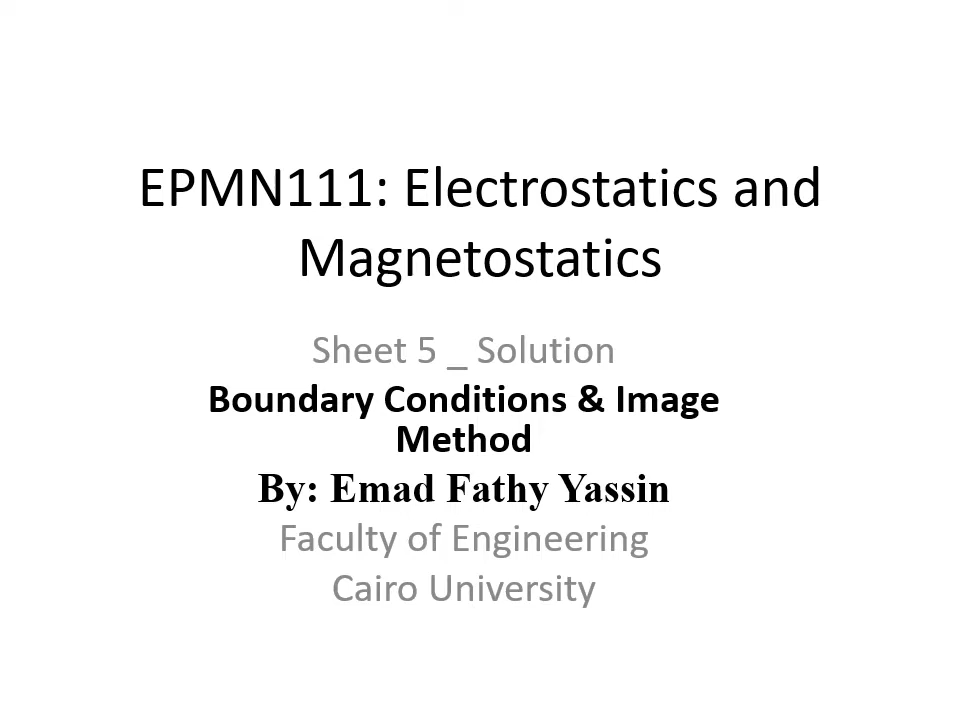 EPMN111: Electrostatics and
Magnetostatics
Sheet 5 _ Solution
Boundary Conditions & Image
Method
By: Emad Fathy Yassin
Faculty of Engineering
Cairo University